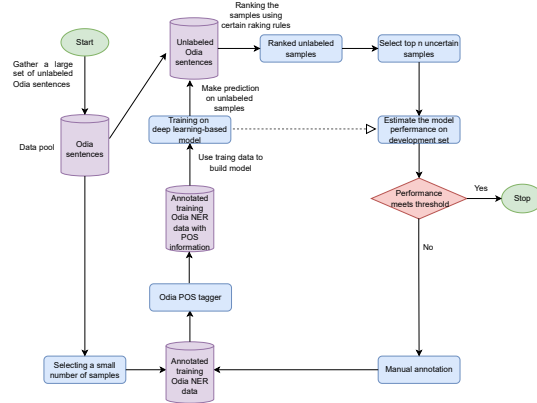 Start
Gather a large
set of unlabeled
Odia sentences
Data pool
Odia
sentences
Unlabeled
Odia
sentences
Ranking the
samples using
certain raking rules
Ranked unlabeled
samples
Select top n uncertain
samples
Make prediction
on unlabeled
samples
Training on
deep learning-based
model
Estimate the model
performance on
development set
Use traing data to
build model
Annotated
training
Odia NER
data with
POS
information
Performance
meets threshold
Yes
Stop
No
Odia POS tagger
Selecting a small
number of samples
Annotated
training
Odia NER
data
Manual annotation